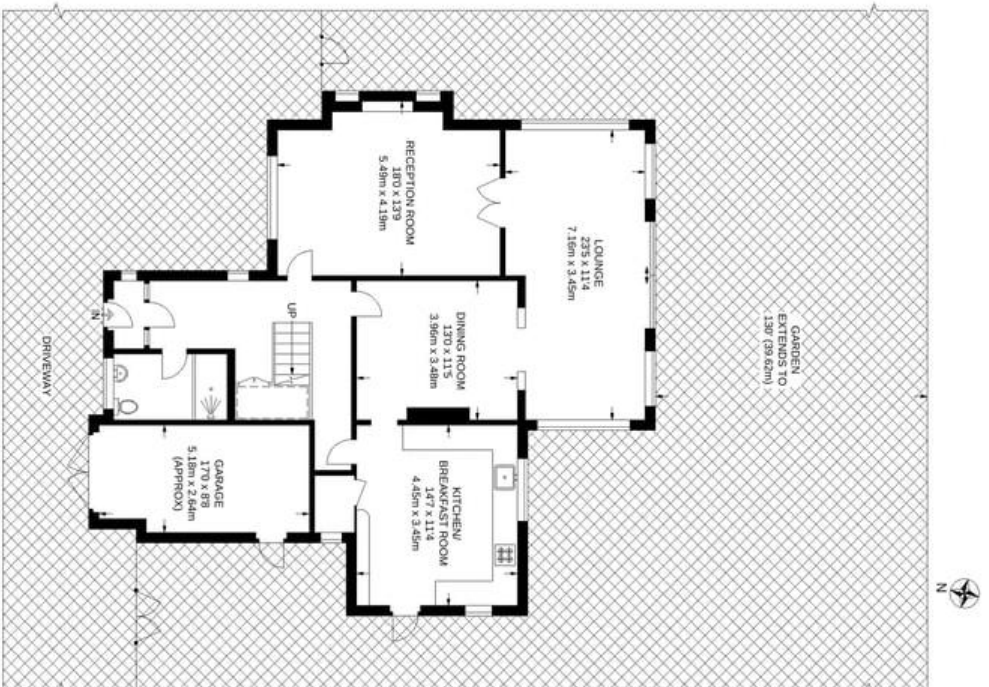 GARDEN
EXTENDS TO
130' (39.62m)
N
LOUNGE
23'5 x 11'4
7.16m x 3.45m
RECEPTION ROOM
18'0 x 13'9
5.49m x 4.19m
DINING ROOM
13'0 x 11'5
3.96m x 3.48m
KITCHEN/
BREAKFAST ROOM
14'7 x 11'4
4.45m x 3.45m
UP
IN
GARAGE
17'0 x 8'8
5.18m x 2.64m
(APPROX)
DRIVEWAY